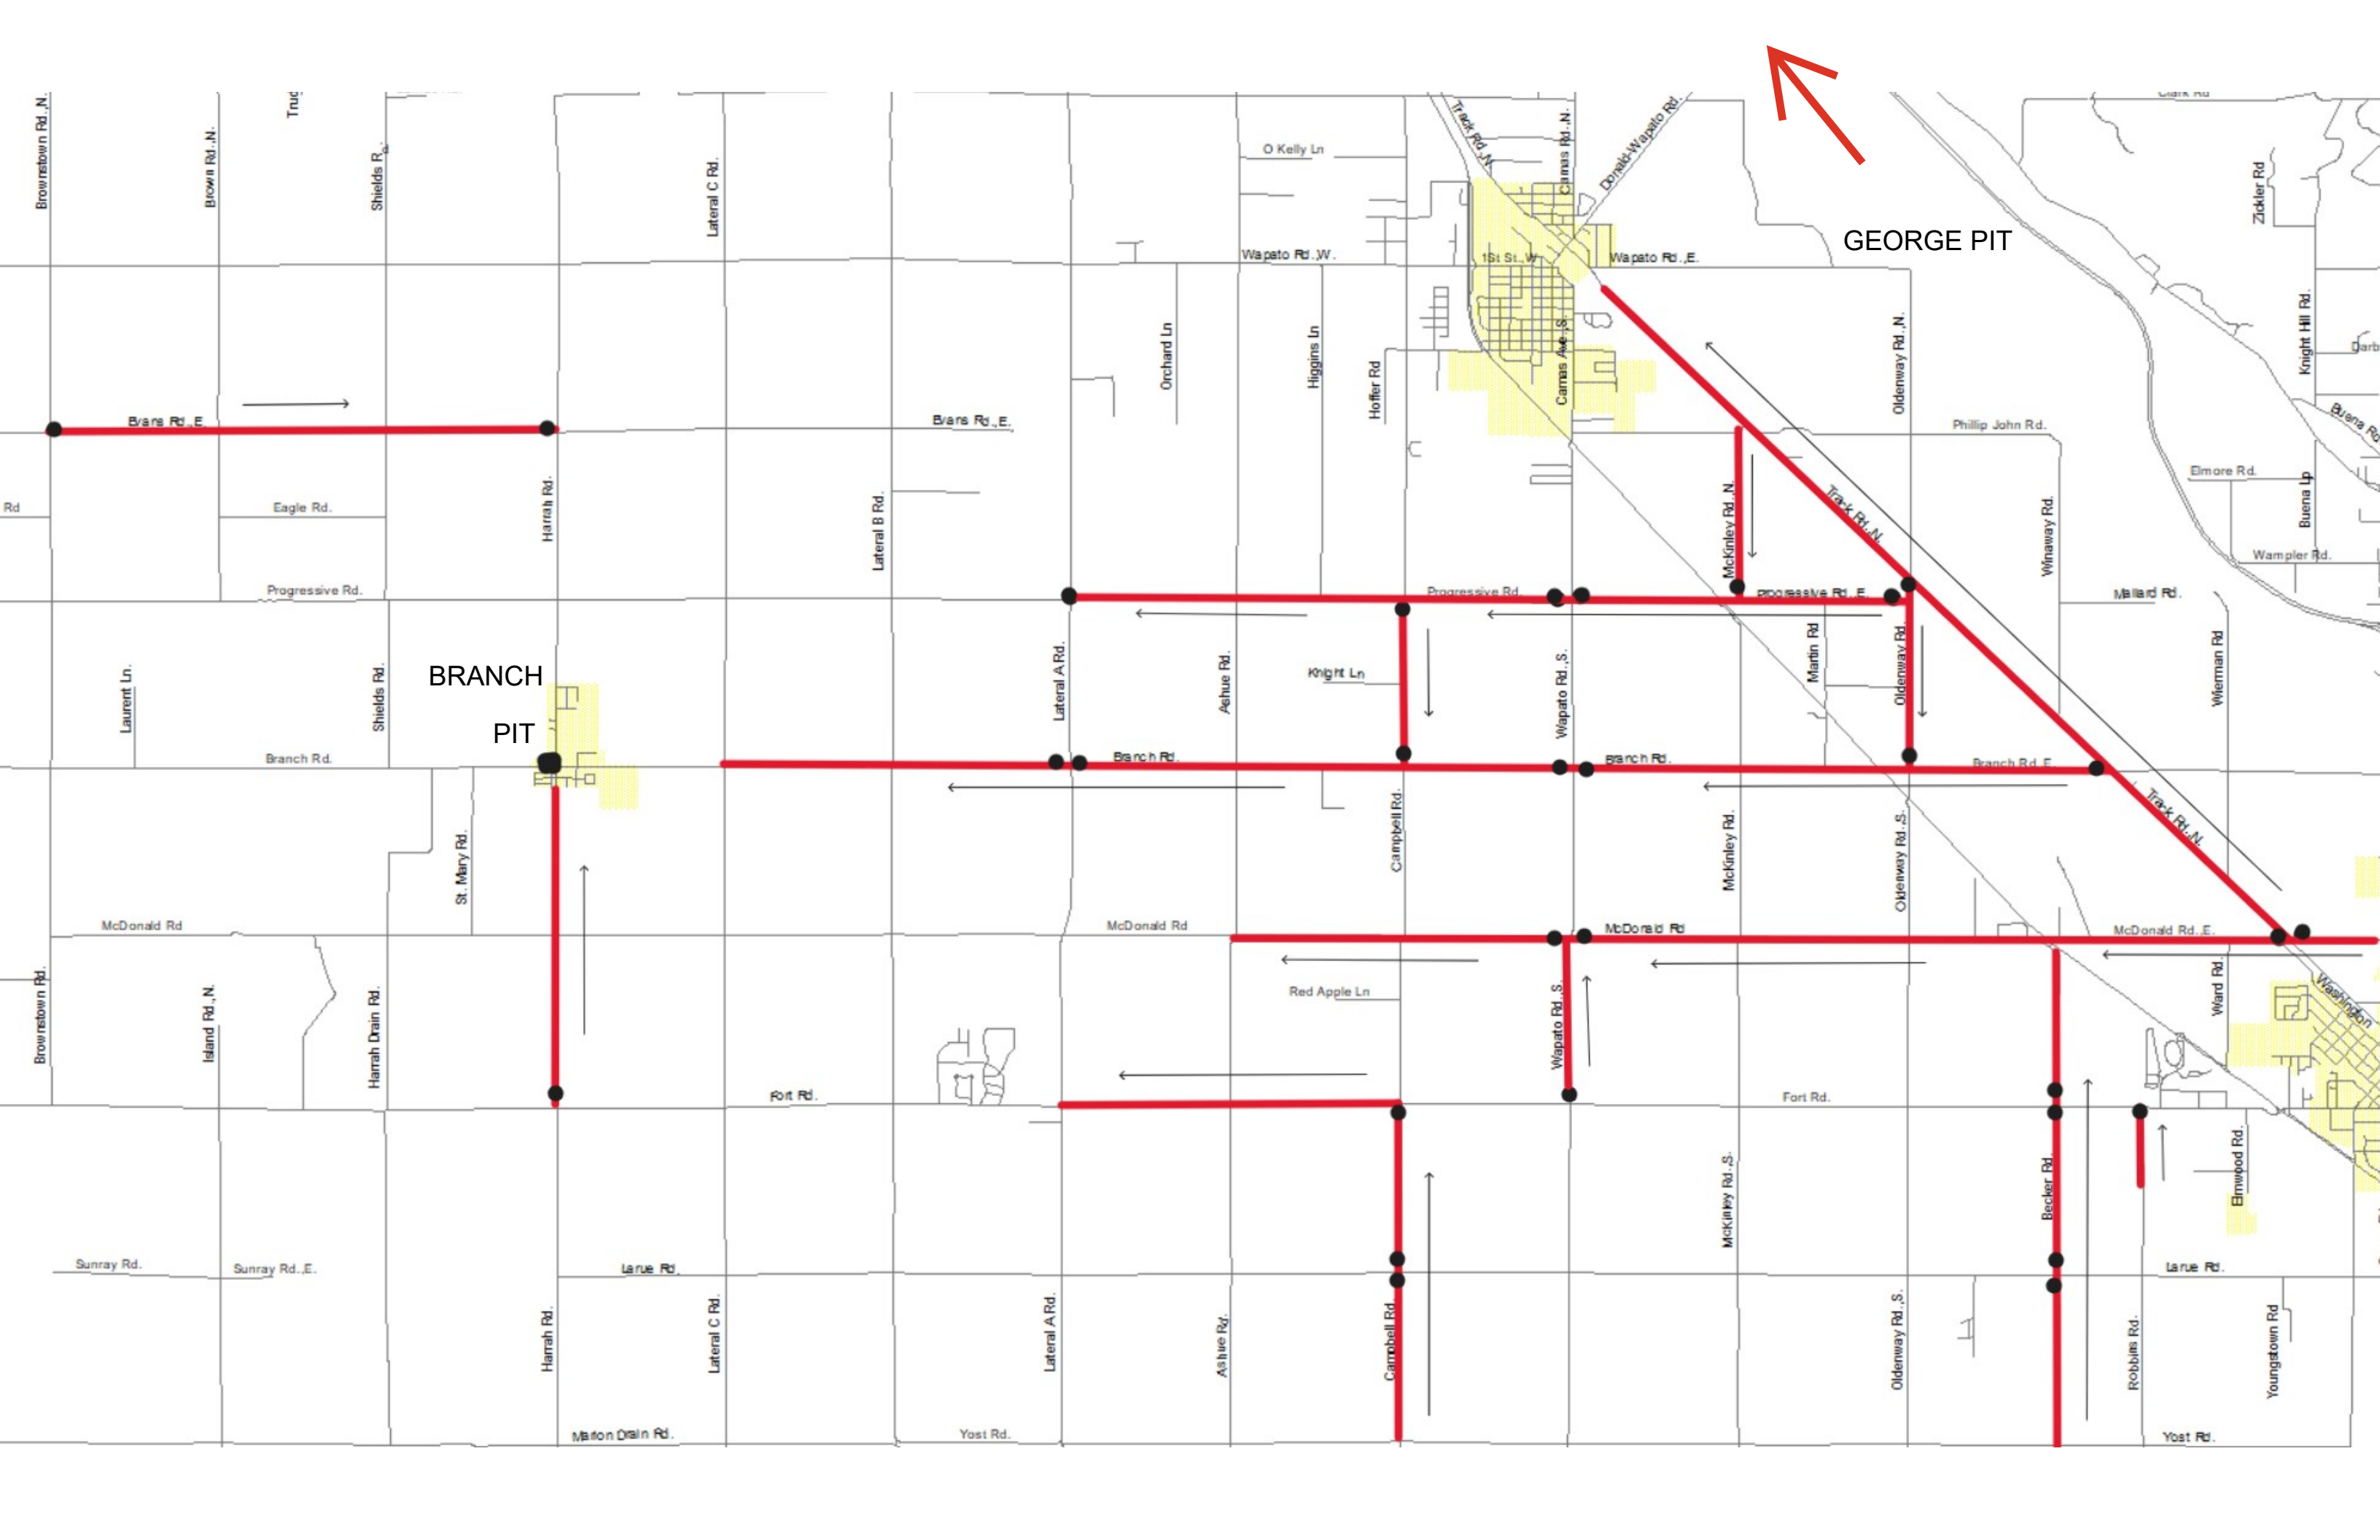 Brownstown Rd.,N.
Brown Rd.,N.
Shields Rd
Lateral C Rd.
O Kelly Ln
Track Rd.,N.
Camas Rd.,N.
Donald-Wapato Rd.
Clark Rd
Zickler Rd
GEORGE PIT
Wapato Rd.,W.
1St St.,W
Wapato Rd.,E.
Orchard Ln
Higgins Ln
Hoffer Rd
Camas Ave.,S.
Oldenway Rd.,N.
Knight Hill Rd.
Darb
Buena Rd
Evans Rd.,E.
Evans Rd.,E.
Phillip John Rd.
Elmore Rd.
Buena Lp
Rd
Eagle Rd.
Harrah Rd.
Lateral B Rd.
McKinley Rd.,N.
Track Rd.,N.
Winaway Rd.
Wampler Rd.
Progressive Rd.
Progressive Rd.
Progressive Rd.,E.
Mallard Rd.
BRANCH
PIT
Laurent Ln.
Shields Rd.
Lateral A Rd.
Ashue Rd.
Knight Ln
Wapato Rd.,S.
Martin Rd
Oldenway Rd.
Wierman Rd
Branch Rd.
Branch Rd.
Branch Rd.
Branch Rd.,E.
St. Mary Rd.
Campbell Rd.
McKinley Rd.
Oldenway Rd.,S.
Track Rd.,N.
McDonald Rd
McDonald Rd
McDonald Rd
McDonald Rd.,E.
Brownstown Rd.
Island Rd.,N.
Harrah Drain Rd.
Red Apple Ln
Wapato Rd.,S.
Ward Rd.
Washington
Fort Rd.
Fort Rd.
McKinley Rd.,S.
Becker Rd.
Elmwood Rd.
Sunray Rd.
Sunray Rd.,E.
Larue Rd.
Larue Rd.
Harrah Rd.
Lateral C Rd.
Lateral A Rd.
Ashue Rd.
Campbell Rd.
Oldenway Rd.,S.
Robbins Rd.
Youngstown Rd
Marion Drain Rd.
Yost Rd.
Yost Rd.